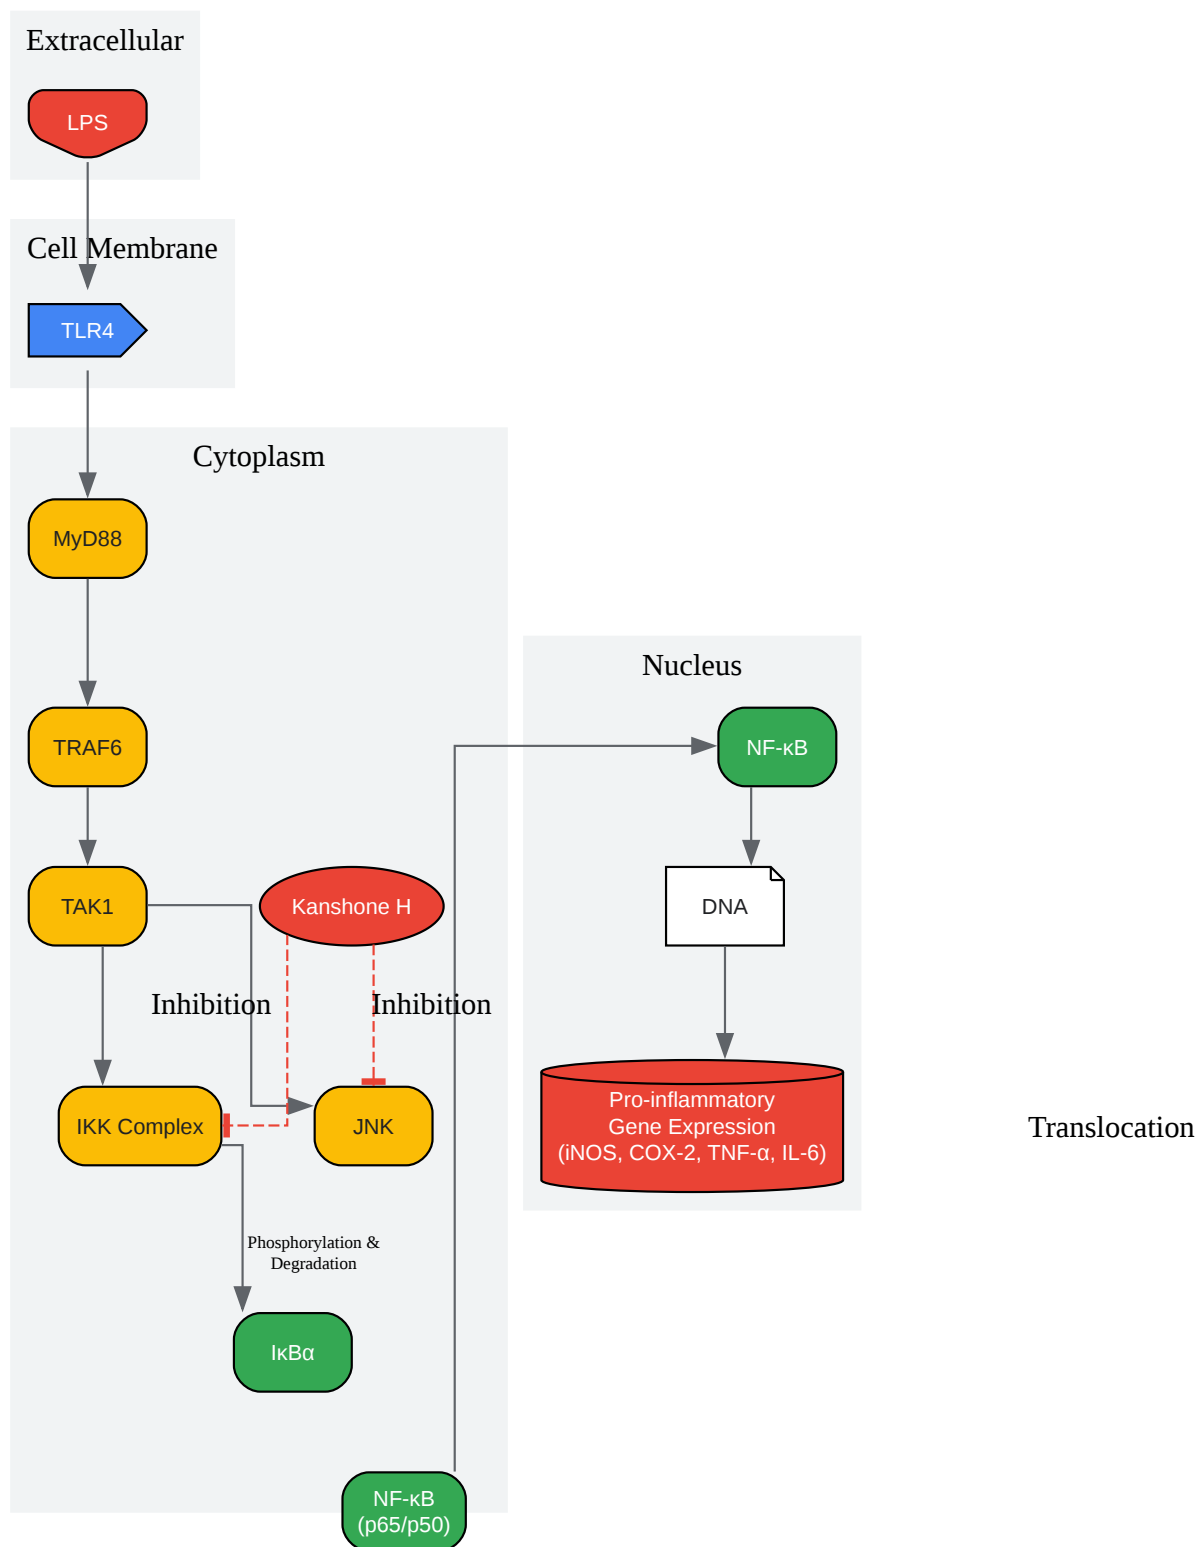 Extracellular
LPS
Cell Membrane
TLR4
Cytoplasm
MyD88
Nucleus
TRAF6
NF-κB
TAK1
Kanshone H
DNA
Inhibition
Inhibition
IKK Complex
JNK
Pro-inflammatory
Gene Expression
(iNOS, COX-2, TNF-α, IL-6)
Translocation
Phosphorylation &
Degradation
IκBα
NF-κB
(p65/p50)